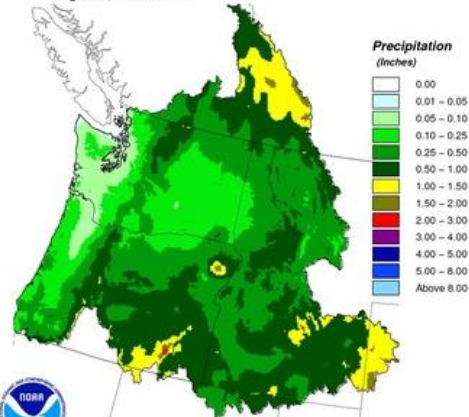 Precipitation
(Inches)
0.00
0.01 - 0.05
0.05 - 0.10
0.10 - 0.25
0.25 - 0.50
0.50 - 1.00
1.00 - 1.50
1.50 - 2.00
2.00 - 3.00
3.00 - 4.00
4.00 - 5.00
5.00 - 8.00
Above 8.00
NOAA